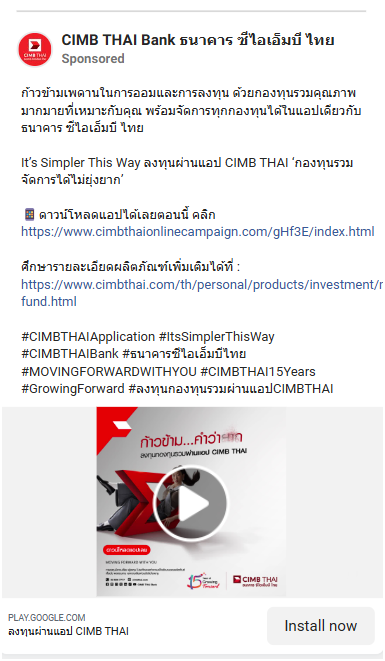 CIMB THAI Bank ธนาคาร ซีไอเอ็มบี ไทย
Sponsored
ก้าวข้ามเพดานในการออมและการลงทุน ด้วยกองทุนรวมคุณภาพ
มากมายที่เหมาะกับคุณ พร้อมจัดการทุกกองทุนได้ในแอปเดียวกับ
ธนาคาร ซีไอเอ็มบี ไทย
It's Simpler This Way ลงทุนผ่านแอป CIMB THAI ‘กองทุนรวม
จัดการได้ไม่ยุ่งยาก’
ดาวน์โหลดแอปได้เลยตอนนี้ คลิก
https://www.cimbthaionlinecampaign.com/gHf3E/index.html
ศึกษารายละเอียดผลิตภัณฑ์เพิ่มเติมได้ที่ :
https://www.cimbthai.com/th/personal/products/investment/
fund.html
#CIMBTHAIApplication #ItsSimplerThisWay
#CIMBTHAIBank #ธนาคารซีไอเอ็มบีไทย
#MOVINGFORWARDWITHYOU #CIMBTHAI15Years
#GrowingForward #ลงทุนกองทุนรวมผ่านแอปCIMBTHAI
ก้าวข้าม...คำว่า
ลงทุนกองทุนรวมผ่านแอป CIMB THAI
ดาวน์โหลดแอปเลย
MOVING FORWARD WITH YOU
15 Years of Growing Forward
CIMB THAI
PLAY.GOOGLE.COM
ลงทุนผ่านแอป CIMB THAI
Install now